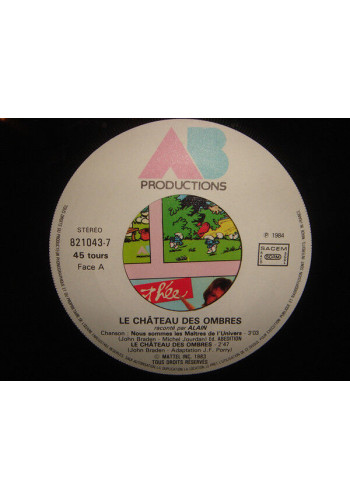 AB
PRODUCTIONS
STEREO
821043-7
45 tours
Face A
℗ 1984
SACEM
thée
LE CHÂTEAU DES OMBRES
raconté par ALAIN
Chanson : Nous sommes les Maîtres de l'Univers - 3'03
(John Braden - Michel Jourdan) Ed. ABEDITION
LE CHÂTEAU DES OMBRES - 2'47
(John Braden - Adaptation J.F. Porry)
© MATTEL INC. 1983
TOUS DROITS RÉSERVÉS